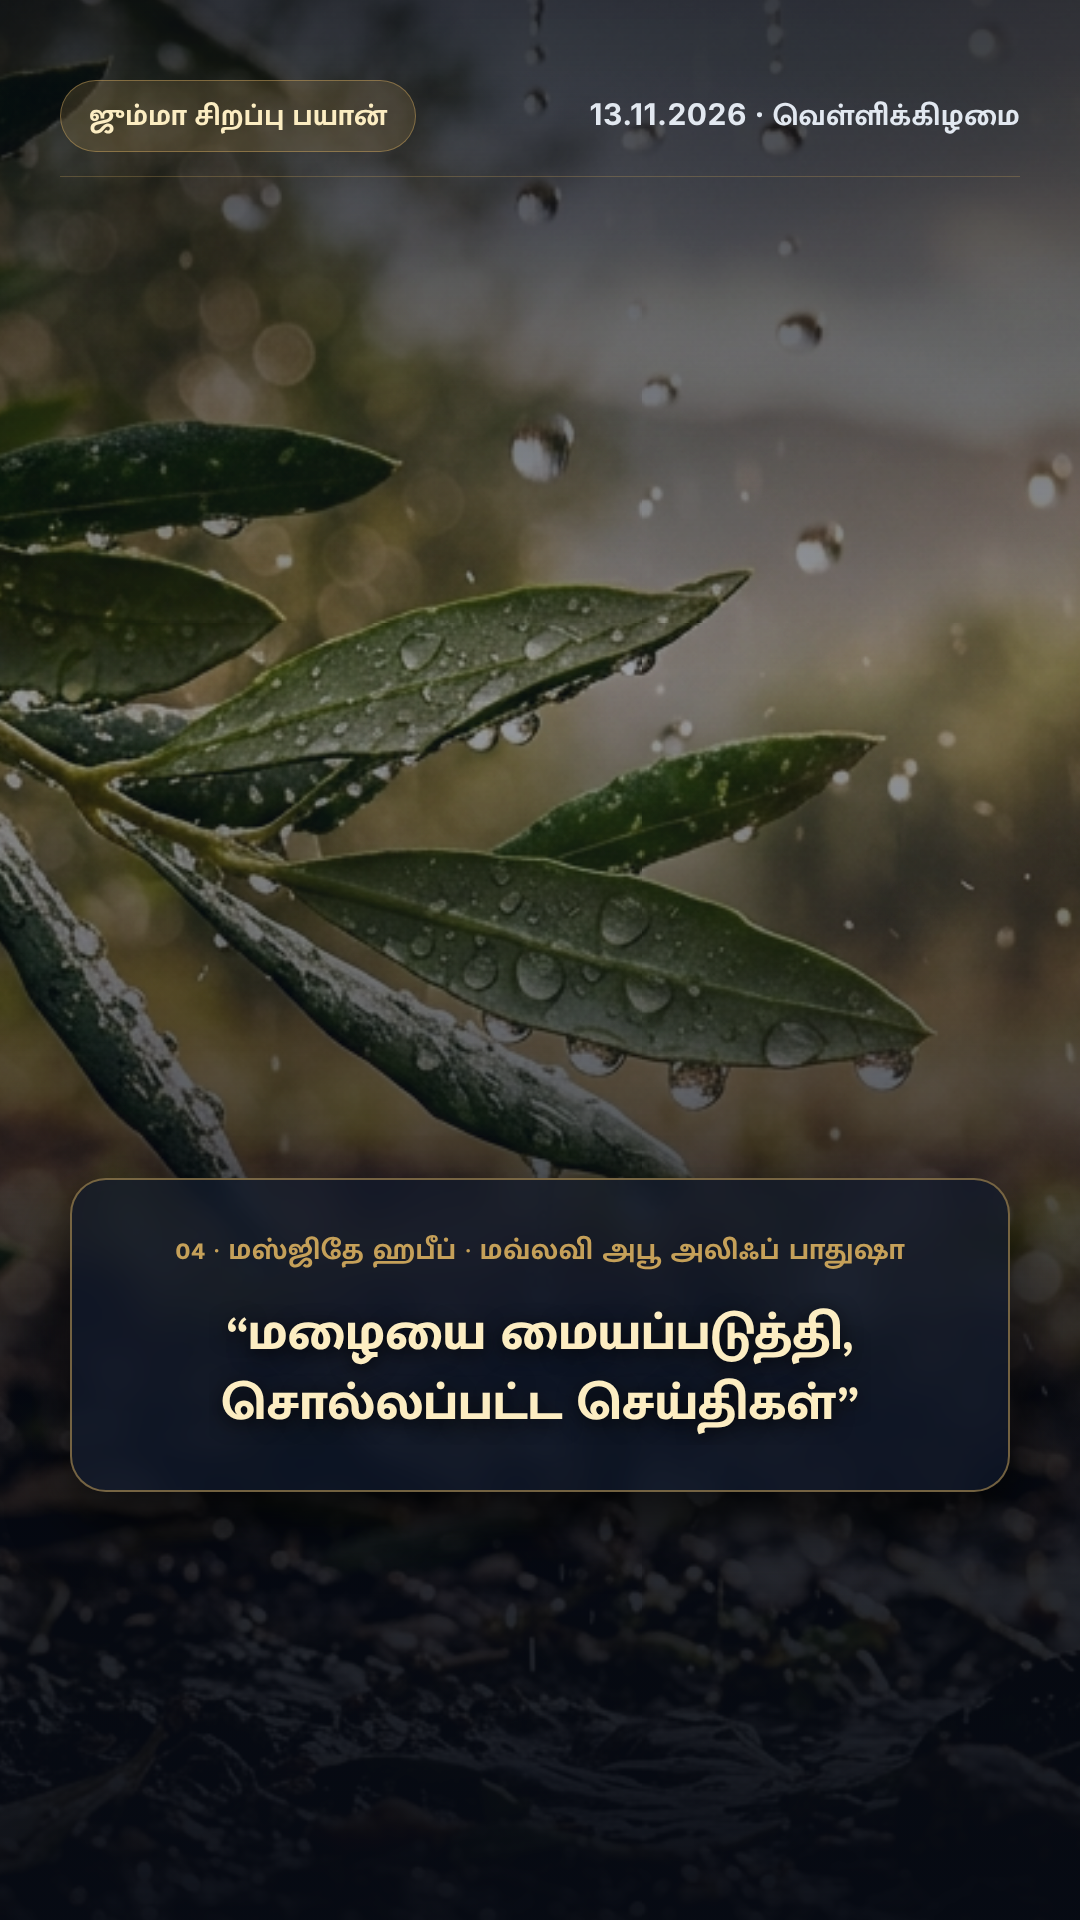 ஜும்மா சிறப்பு பயான்
13.11.2026 · வெள்ளிக்கிழமை
04 · மஸ்ஜிதே ஹபீப் · மவ்லவி அபூ அலிஃப் பாதுஷா
“மழையை மையப்படுத்தி,
சொல்லப்பட்ட செய்திகள்”